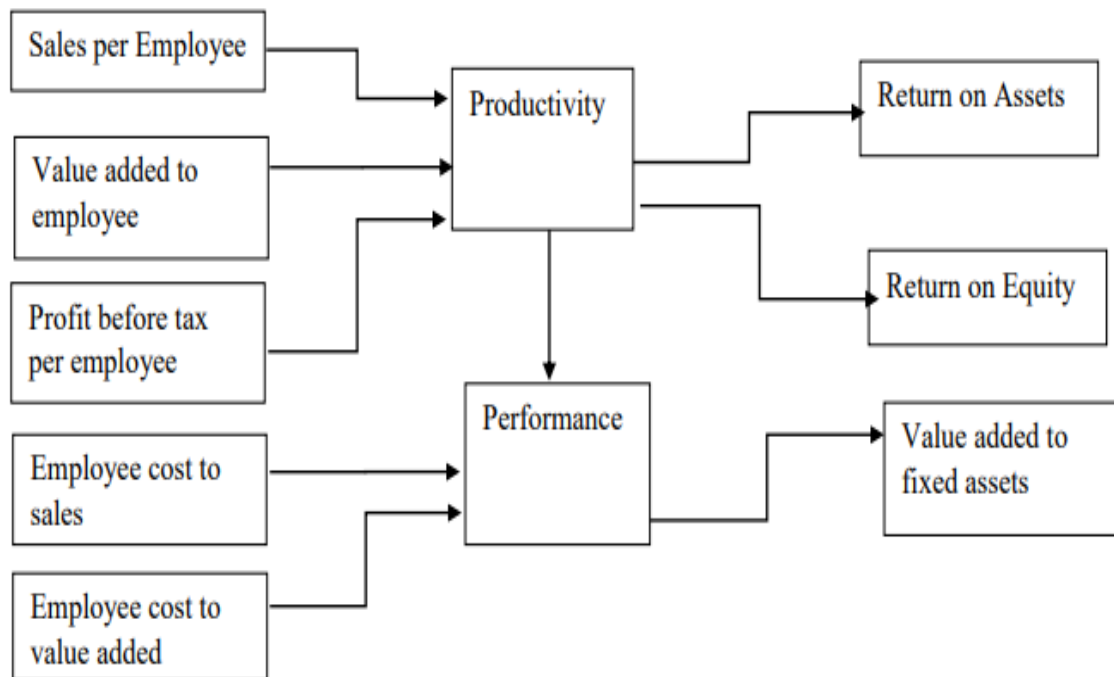 Sales per Employee
Value added to
employee
Profit before tax
per employee
Employee cost to
sales
Employee cost to
value added
Productivity
Performance
Return on Assets
Return on Equity
Value added to
fixed assets